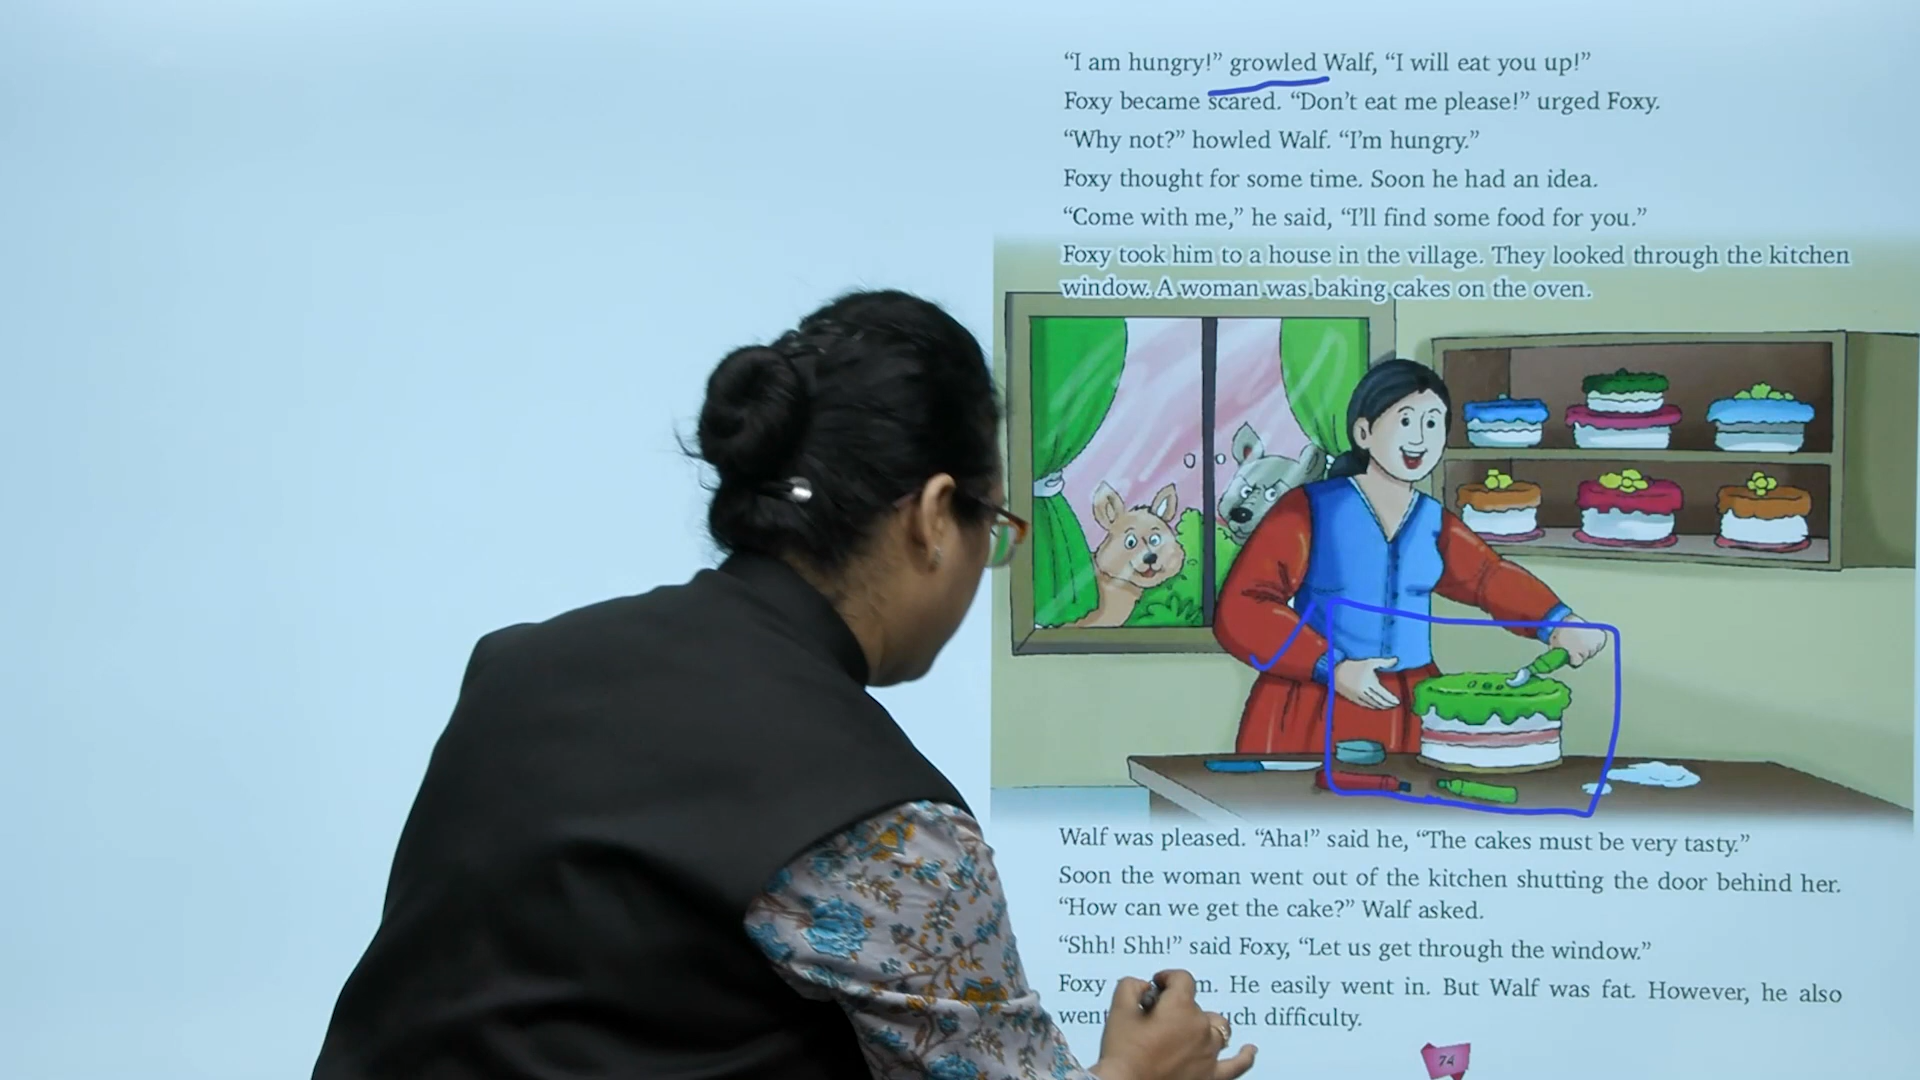 “I am hungry!” growled Walf, “I will eat you up!”
Foxy became scared. “Don’t eat me please!” urged Foxy.
“Why not?” howled Walf. “I’m hungry.”
Foxy thought for some time. Soon he had an idea.
“Come with me,” he said, “I’ll find some food for you.”
Foxy took him to a house in the village. They looked through the kitchen
window. A woman was baking cakes on the oven.
Walf was pleased. “Aha!” said he, “The cakes must be very tasty.”
Soon the woman went out of the kitchen shutting the door behind her.
“How can we get the cake?” Walf asked.
“Shh! Shh!” said Foxy, “Let us get through the window.”
Foxy He easily went in. But Walf was fat. However, he also
went difficulty.
74